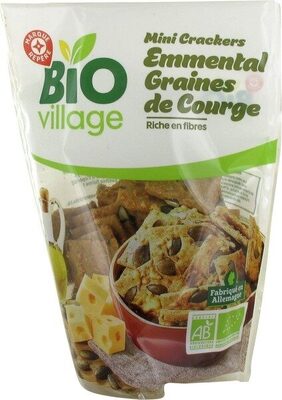 MARQUE
REPÈRE
BiO
village
Mini Crackers
Emmental
Graines
de Courge
Riche en fibres
Fabriqué en
Allemagne
AB